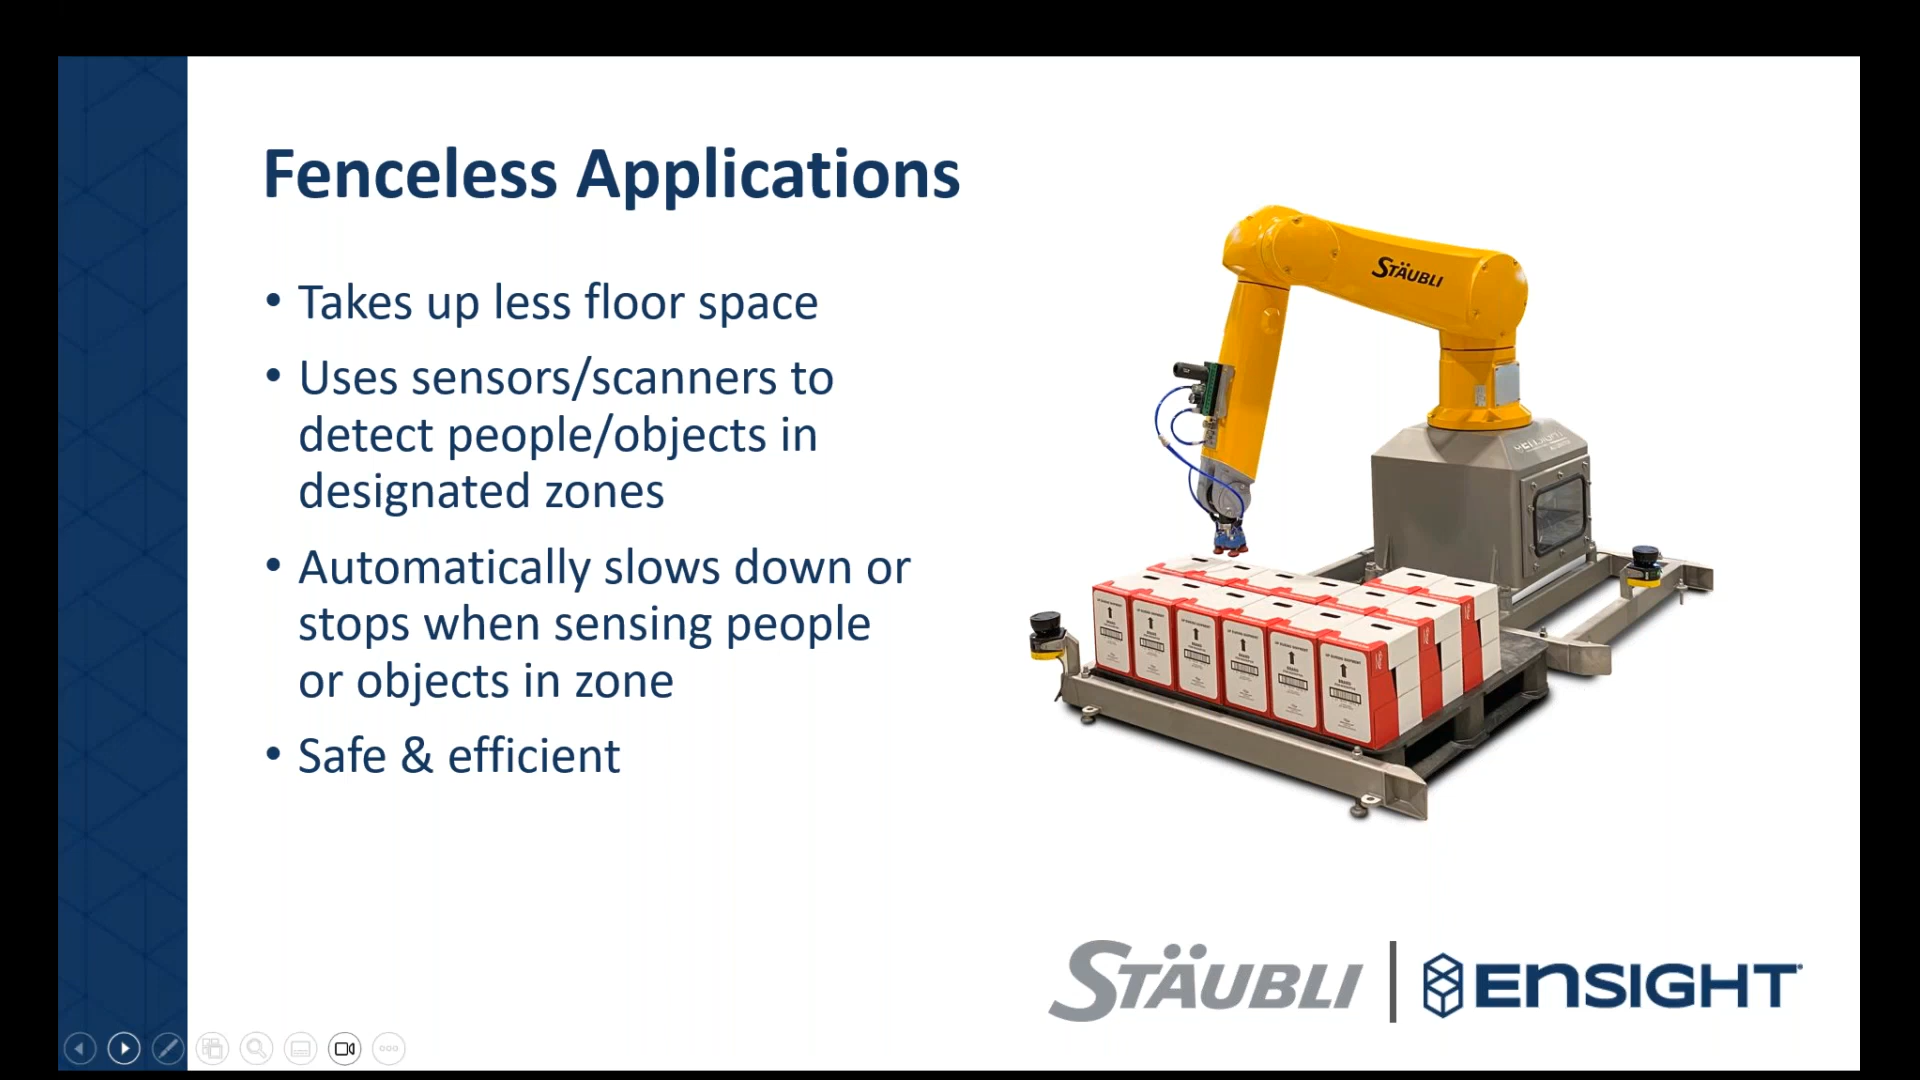 Fenceless Applications
• Takes up less floor space
• Uses sensors/scanners to
detect people/objects in
designated zones
• Automatically slows down or
stops when sensing people
or objects in zone
• Safe & efficient
STÄUBLI
STÄUBLI
ENSIGHT